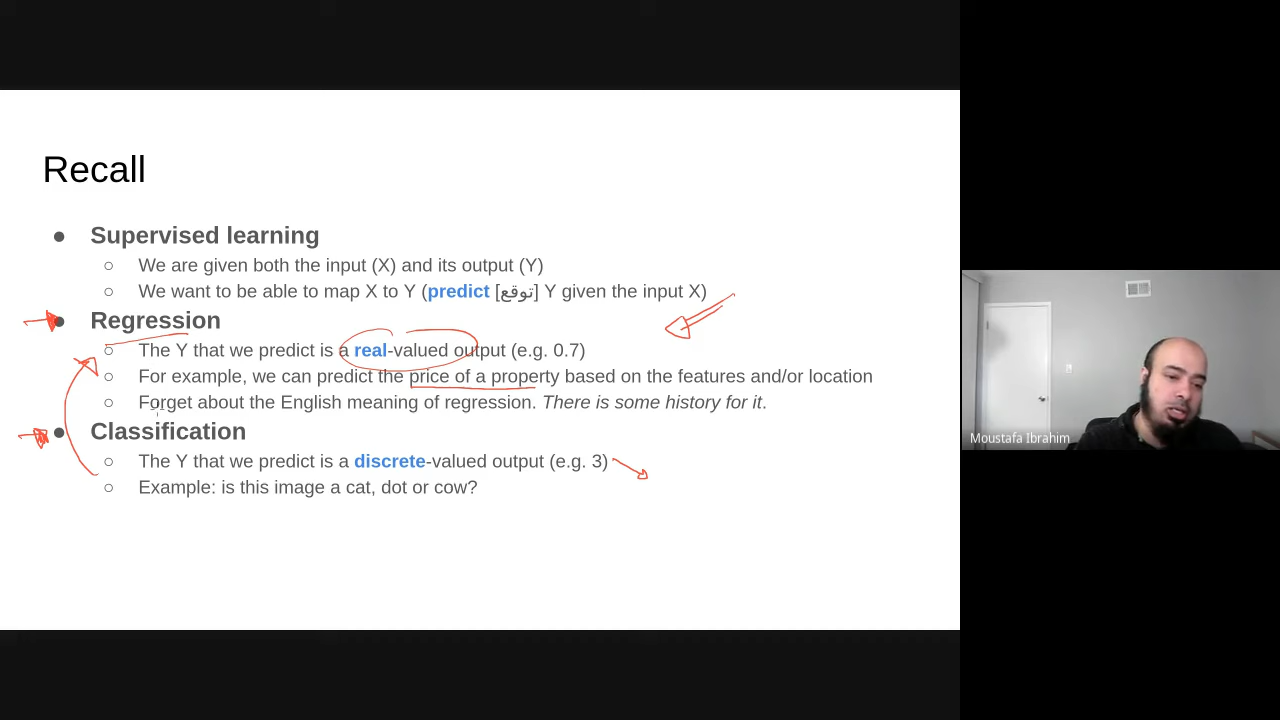 Recall
● Supervised learning
○ We are given both the input (X) and its output (Y)
○ We want to be able to map X to Y (predict [توقع] Y given the input X)
● Regression
○ The Y that we predict is a real-valued output (e.g. 0.7)
○ For example, we can predict the price of a property based on the features and/or location
○ Forget about the English meaning of regression. There is some history for it.
● Classification
○ The Y that we predict is a discrete-valued output (e.g. 3)
○ Example: is this image a cat, dot or cow?
Moustafa Ibrahim